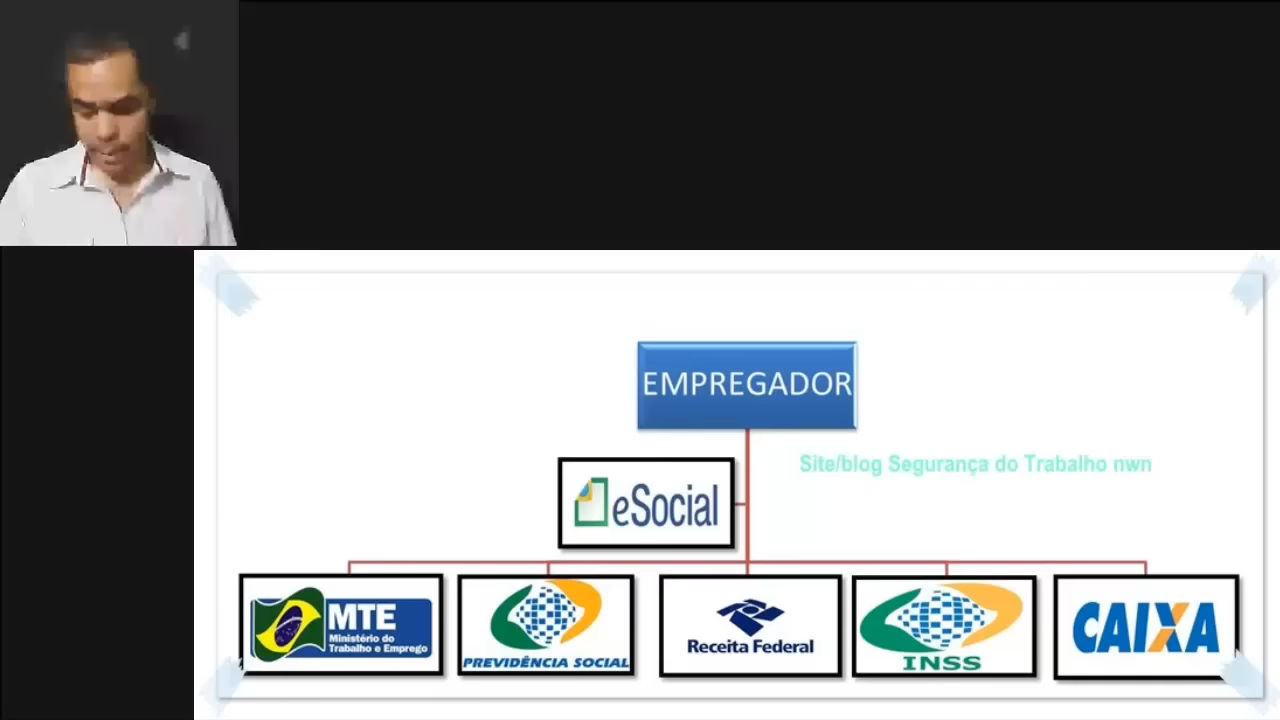 EMPREGADOR
Site/blog Segurança do Trabalho nwn
eSocial
MTE
Ministério do
Trabalho e Emprego
PREVIDÊNCIA SOCIAL
Receita Federal
INSS
CAIXA